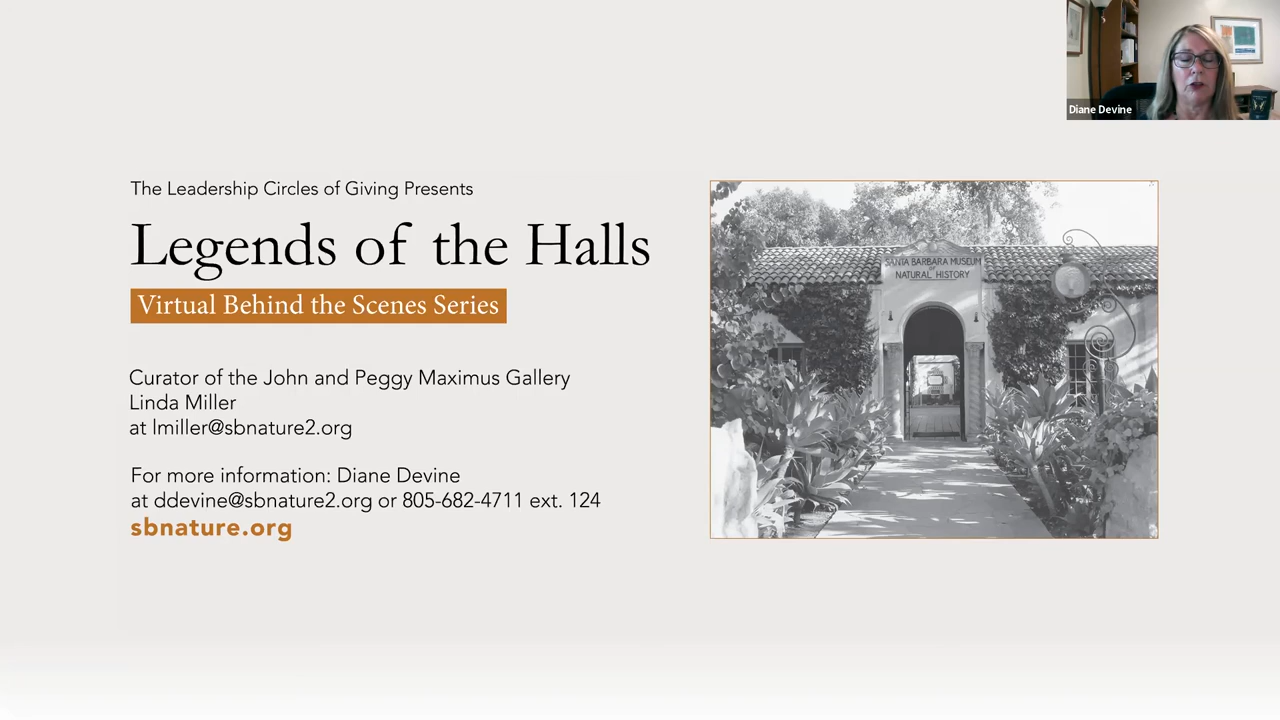 Diane Devine
The Leadership Circles of Giving Presents
Legends of the Halls
Virtual Behind the Scenes Series
Curator of the John and Peggy Maximus Gallery
Linda Miller
at lmiller@sbnature2.org
For more information: Diane Devine
at ddevine@sbnature2.org or 805-682-4711 ext. 124
sbnature.org
SANTA BARBARA MUSEUM
OF
NATURAL HISTORY